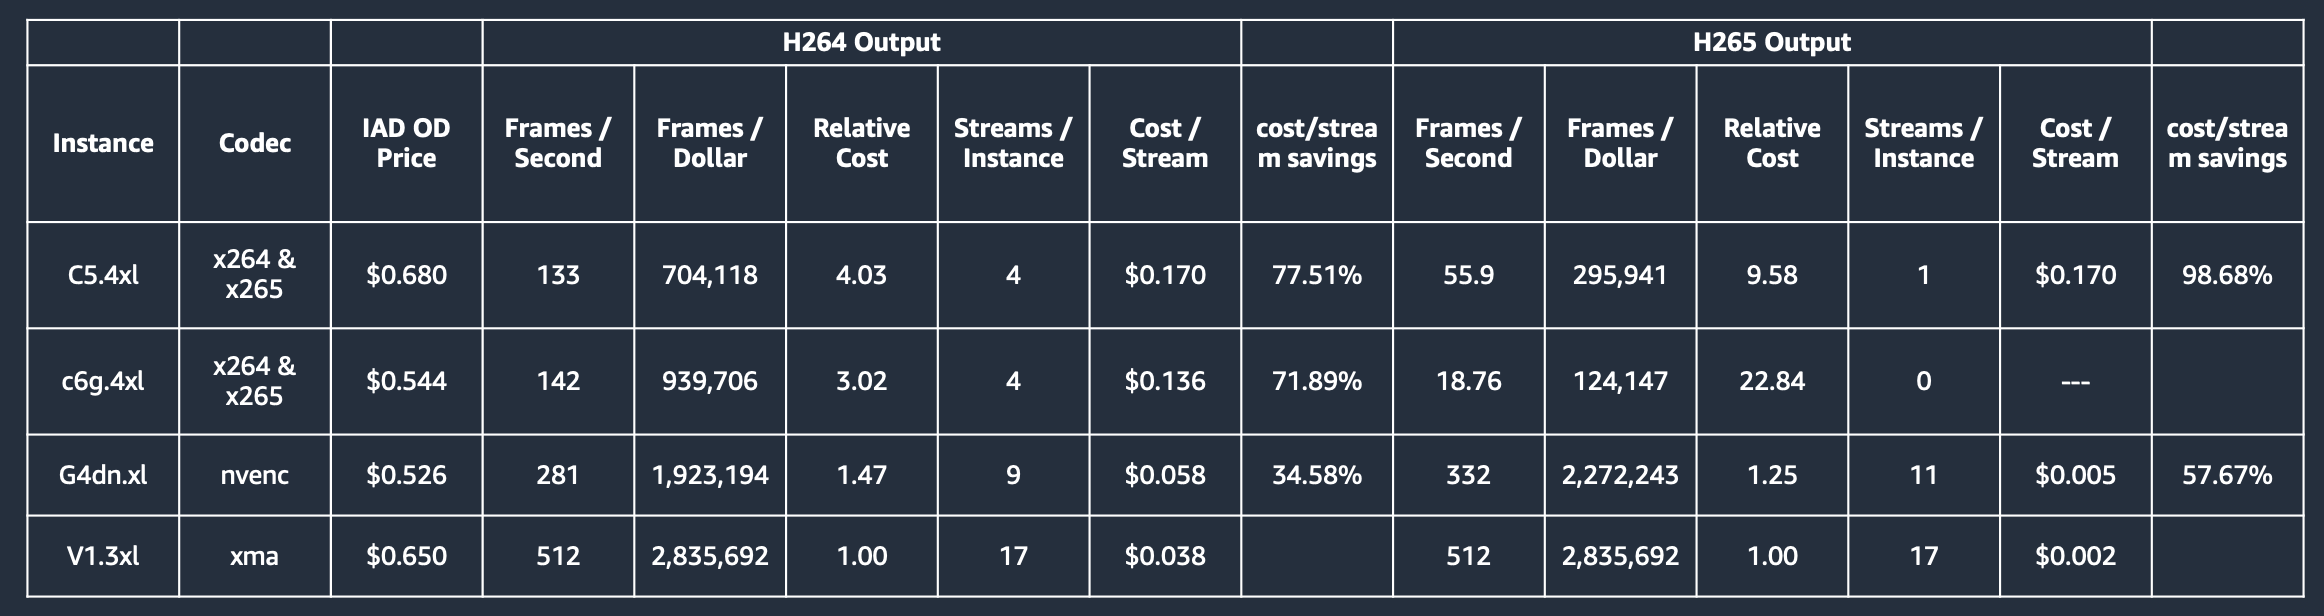 H264 Output H265 Output
Instance Codec IAD OD Price Frames / Second Frames / Dollar Relative Cost Streams / Instance Cost / Stream cost/strea m savings Frames / Second Frames / Dollar Relative Cost Streams / Instance Cost / Stream cost/strea m savings
C5.4xl x264 & x265 $0.680 133 704,118 4.03 4 $0.170 77.51% 55.9 295,941 9.58 1 $0.170 98.68%
c6g.4xl x264 & x265 $0.544 142 939,706 3.02 4 $0.136 71.89% 18.76 124,147 22.84 0 ---
G4dn.xl nvenc $0.526 281 1,923,194 1.47 9 $0.058 34.58% 332 2,272,243 1.25 11 $0.005 57.67%
V1.3xl xma $0.650 512 2,835,692 1.00 17 $0.038 512 2,835,692 1.00 17 $0.002